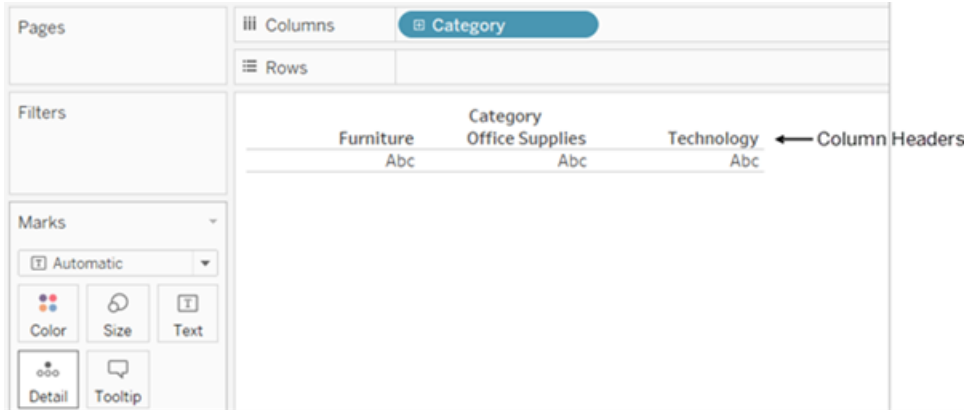 Pages
Columns
Category
Rows
Filters
Category
Furniture Office Supplies Technology
Column Headers
Abc Abc Abc
Marks
T Automatic
Color Size T Text
Detail Tooltip